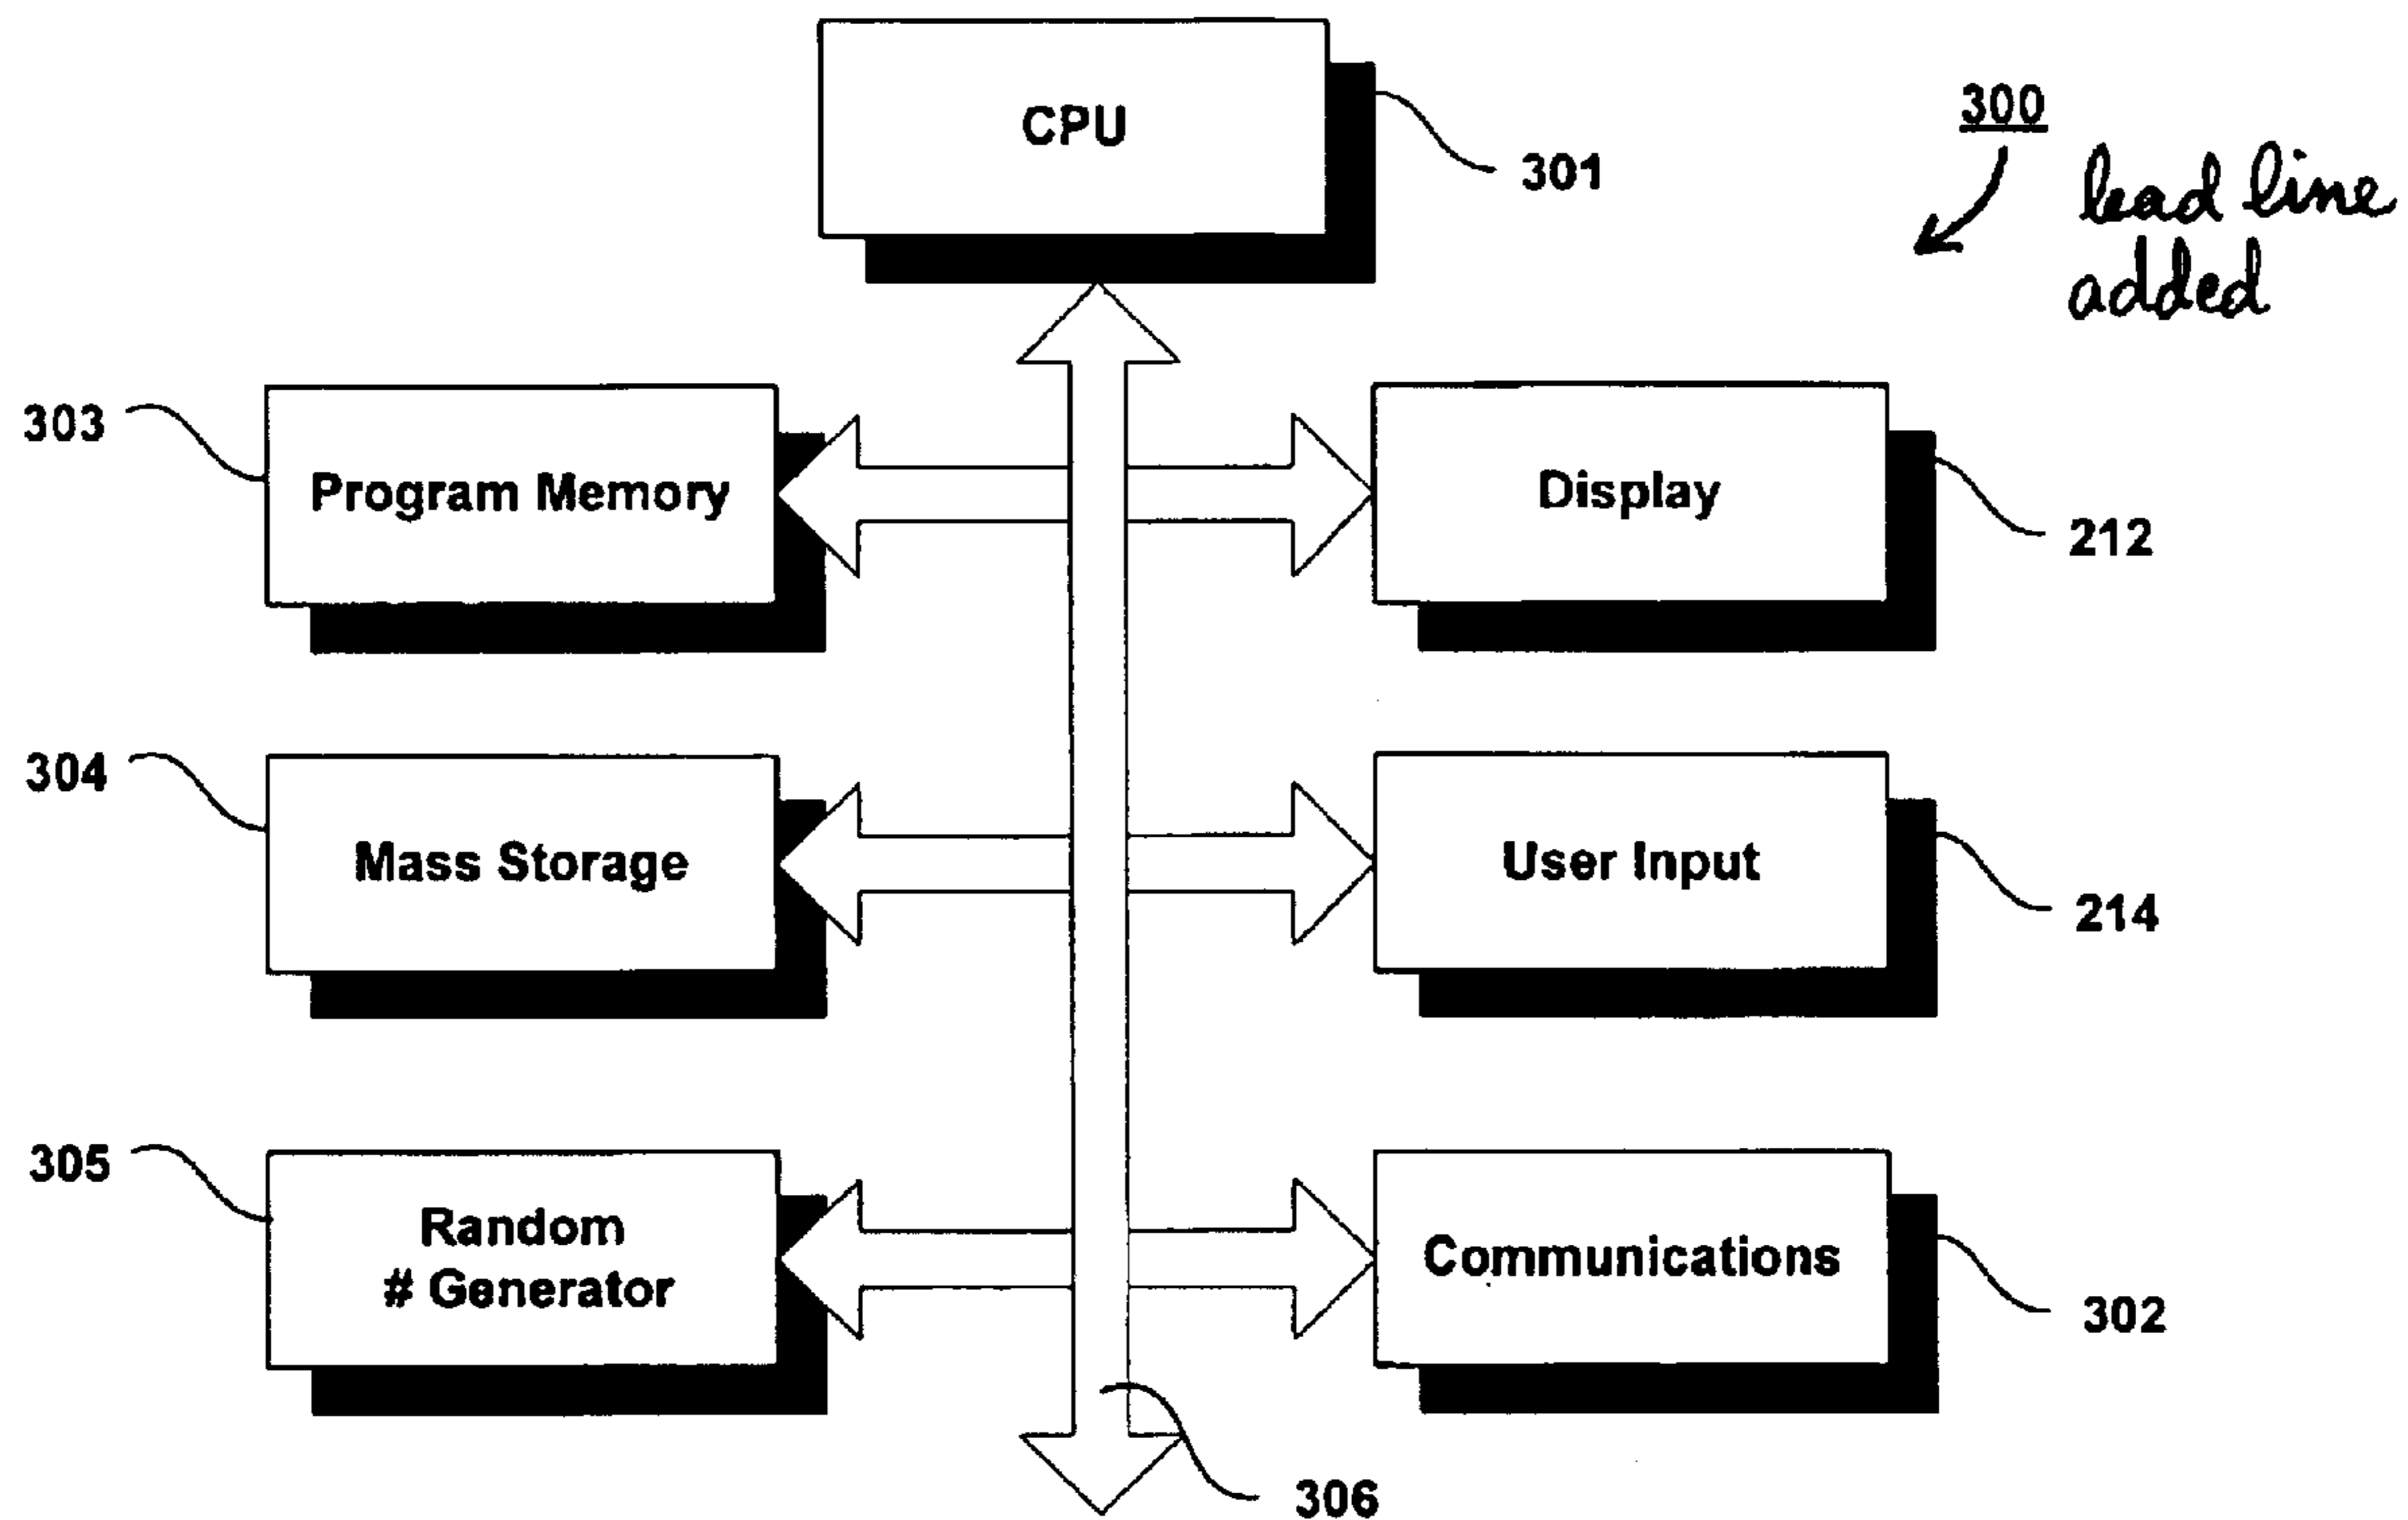 CPU
301
300
lead line
added
303
Program Memory
Display
212
304
Mass Storage
User Input
214
305
Random
# Generator
Communications
302
306